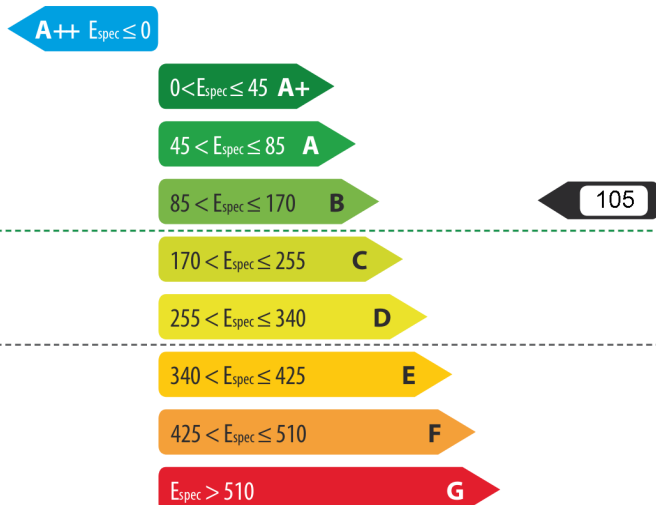 A++ Espec ≤ 0
0<Espec ≤ 45 A+
45 < Espec ≤ 85 A
85 < Espec ≤ 170 B
105
170 < Espec ≤ 255 C
255 < Espec ≤ 340 D
340 < Espec ≤ 425 E
425 < Espec ≤ 510 F
Espec > 510 G